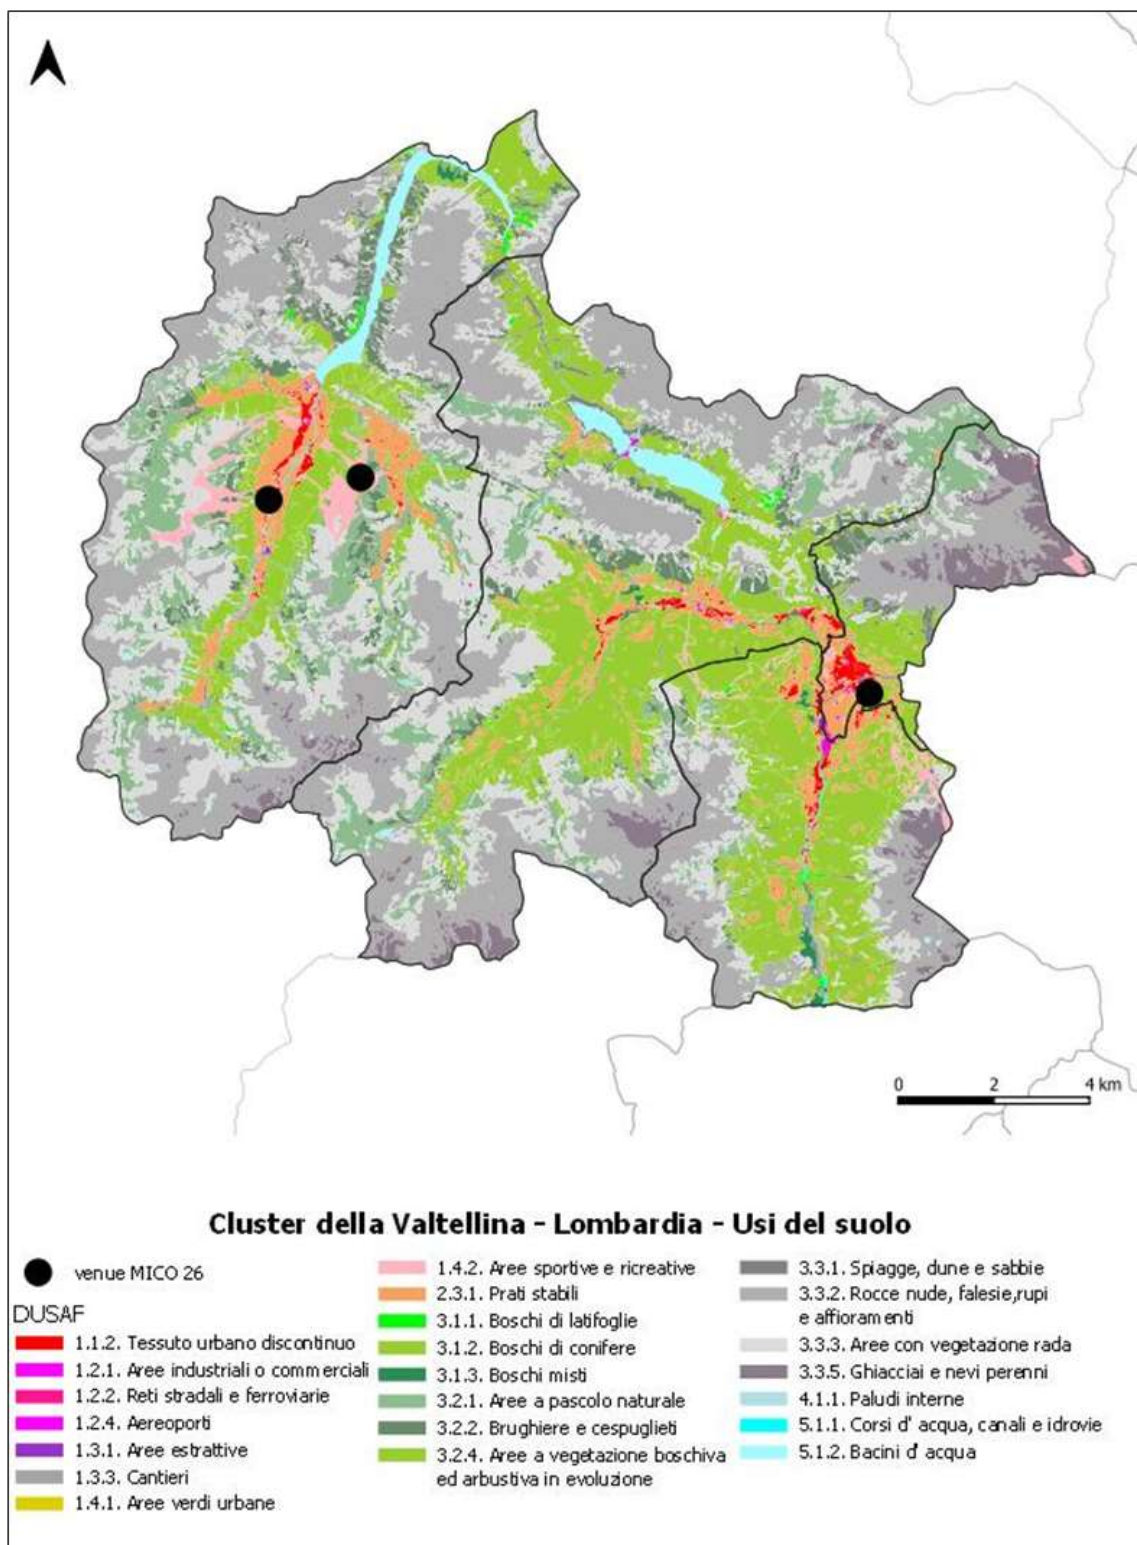 0 2 4 km
Cluster della Valtellina - Lombardia - Usi del suolo
venue MICO 26
DUSAF
1.1.2. Tessuto urbano discontinuo
1.2.1. Aree industriali o commerciali
1.2.2. Reti stradali e ferroviarie
1.2.4. Aereoporti
1.3.1. Aree estrattive
1.3.3. Cantieri
1.4.1. Aree verdi urbane
1.4.2. Aree sportive e ricreative
2.3.1. Prati stabili
3.1.1. Boschi di latifoglie
3.1.2. Boschi di conifere
3.1.3. Boschi misti
3.2.1. Aree a pascolo naturale
3.2.2. Brughiere e cespuglieti
3.2.4. Aree a vegetazione boschiva
ed arbustiva in evoluzione
3.3.1. Spiagge, dune e sabbie
3.3.2. Rocce nude, falesie,rupi
e affioramenti
3.3.3. Aree con vegetazione rada
3.3.5. Ghiacciai e nevi perenni
4.1.1. Paludi interne
5.1.1. Corsi d' acqua, canali e idrovie
5.1.2. Bacini d' acqua